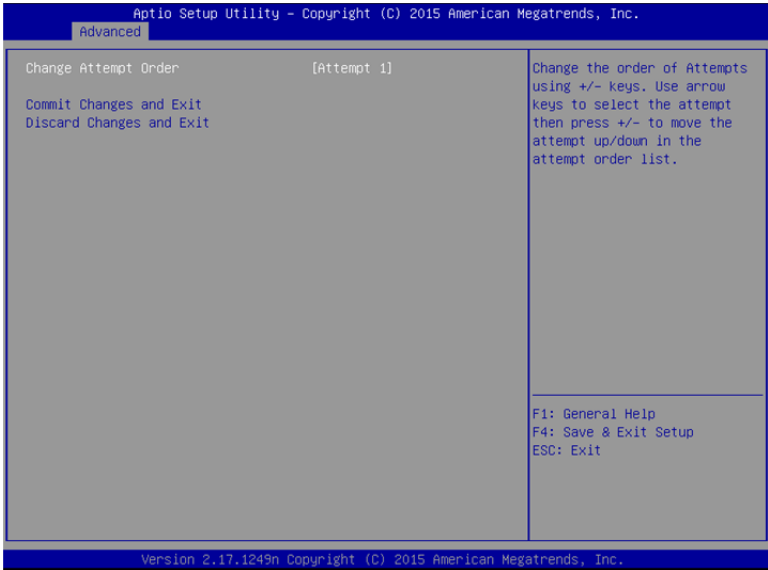 Aptio Setup Utility – Copyright (C) 2015 American Megatrends, Inc.
Advanced
Change Attempt Order [Attempt 1]
Commit Changes and Exit
Discard Changes and Exit
Change the order of Attempts
using +/- keys. Use arrow
keys to select the attempt
then press +/- to move the
attempt up/down in the
attempt order list.
F1: General Help
F4: Save & Exit Setup
ESC: Exit
Version 2.17.1249n Copyright (C) 2015 American Megatrends, Inc.